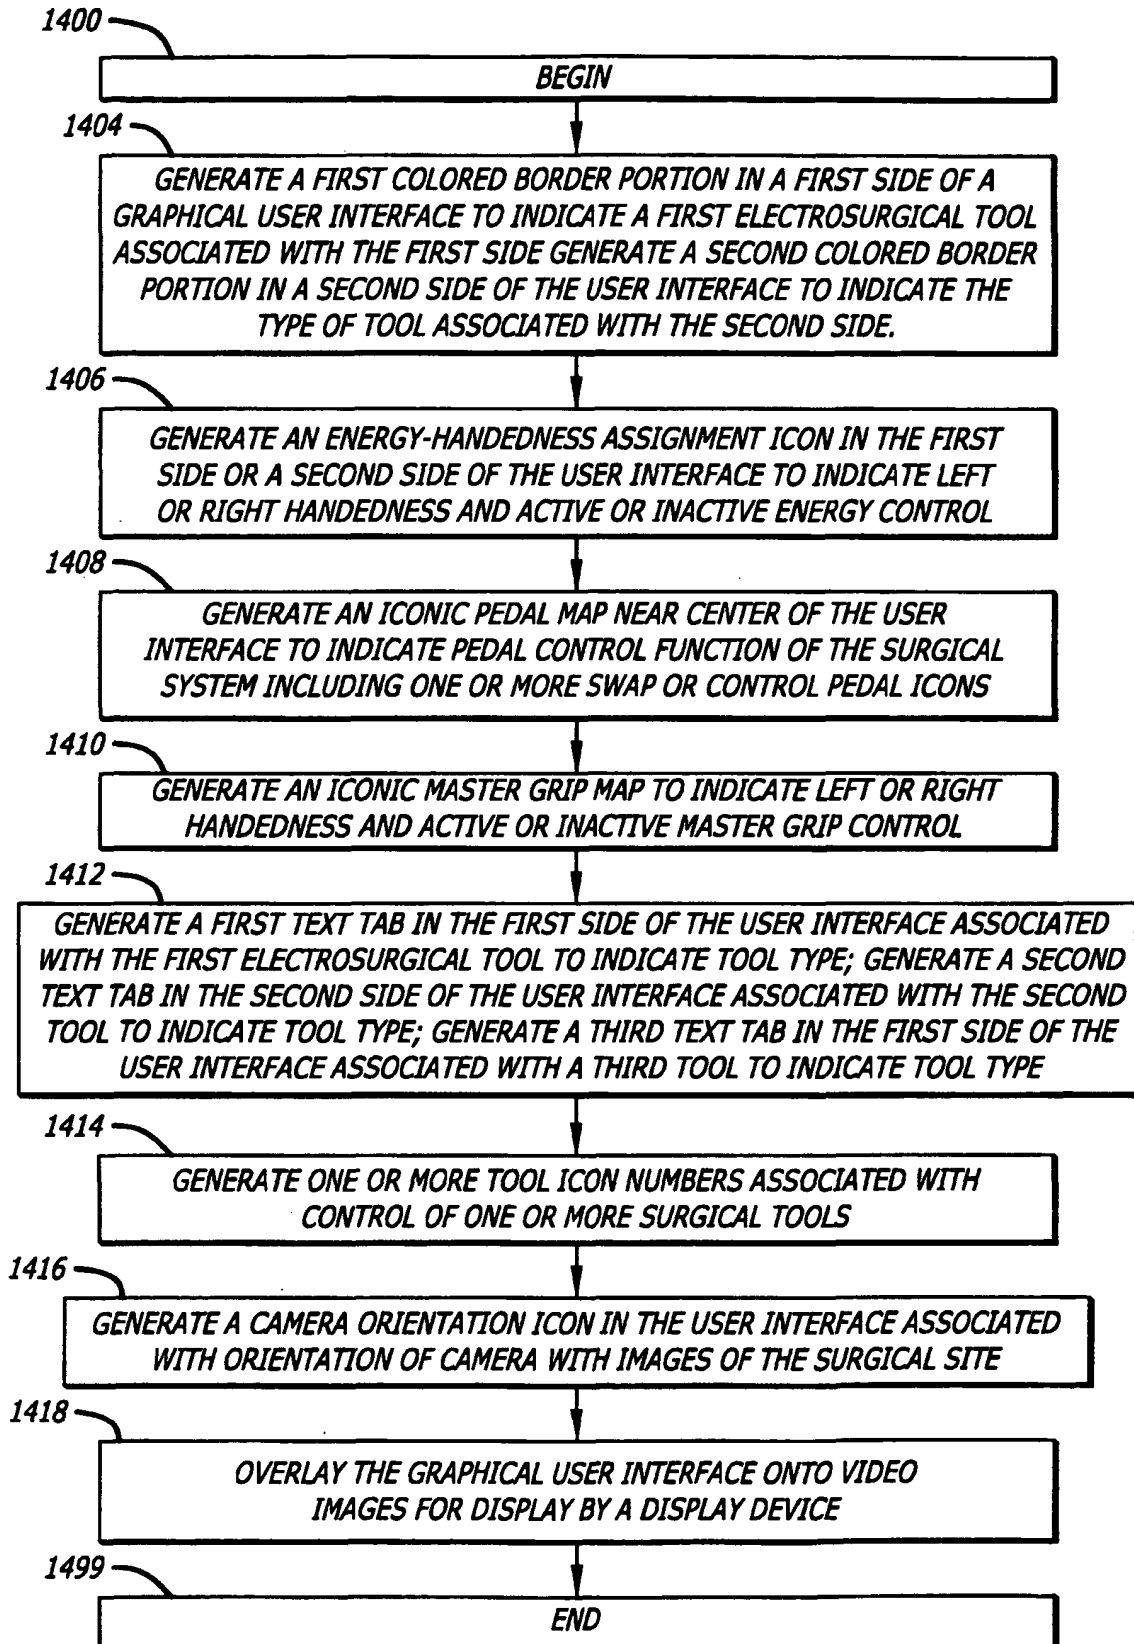 1400
BEGIN
1404
GENERATE A FIRST COLORED BORDER PORTION IN A FIRST SIDE OF A
GRAPHICAL USER INTERFACE TO INDICATE A FIRST ELECTROSURGICAL TOOL
ASSOCIATED WITH THE FIRST SIDE GENERATE A SECOND COLORED BORDER
PORTION IN A SECOND SIDE OF THE USER INTERFACE TO INDICATE THE
TYPE OF TOOL ASSOCIATED WITH THE SECOND SIDE.
1406
GENERATE AN ENERGY-HANDEDNESS ASSIGNMENT ICON IN THE FIRST
SIDE OR A SECOND SIDE OF THE USER INTERFACE TO INDICATE LEFT
OR RIGHT HANDEDNESS AND ACTIVE OR INACTIVE ENERGY CONTROL
1408
GENERATE AN ICONIC PEDAL MAP NEAR CENTER OF THE USER
INTERFACE TO INDICATE PEDAL CONTROL FUNCTION OF THE SURGICAL
SYSTEM INCLUDING ONE OR MORE SWAP OR CONTROL PEDAL ICONS
1410
GENERATE AN ICONIC MASTER GRIP MAP TO INDICATE LEFT OR RIGHT
HANDEDNESS AND ACTIVE OR INACTIVE MASTER GRIP CONTROL
1412
GENERATE A FIRST TEXT TAB IN THE FIRST SIDE OF THE USER INTERFACE ASSOCIATED
WITH THE FIRST ELECTROSURGICAL TOOL TO INDICATE TOOL TYPE; GENERATE A SECOND
TEXT TAB IN THE SECOND SIDE OF THE USER INTERFACE ASSOCIATED WITH THE SECOND
TOOL TO INDICATE TOOL TYPE; GENERATE A THIRD TEXT TAB IN THE FIRST SIDE OF THE
USER INTERFACE ASSOCIATED WITH A THIRD TOOL TO INDICATE TOOL TYPE
1414
GENERATE ONE OR MORE TOOL ICON NUMBERS ASSOCIATED WITH
CONTROL OF ONE OR MORE SURGICAL TOOLS
1416
GENERATE A CAMERA ORIENTATION ICON IN THE USER INTERFACE ASSOCIATED
WITH ORIENTATION OF CAMERA WITH IMAGES OF THE SURGICAL SITE
1418
OVERLAY THE GRAPHICAL USER INTERFACE ONTO VIDEO
IMAGES FOR DISPLAY BY A DISPLAY DEVICE
1499
END